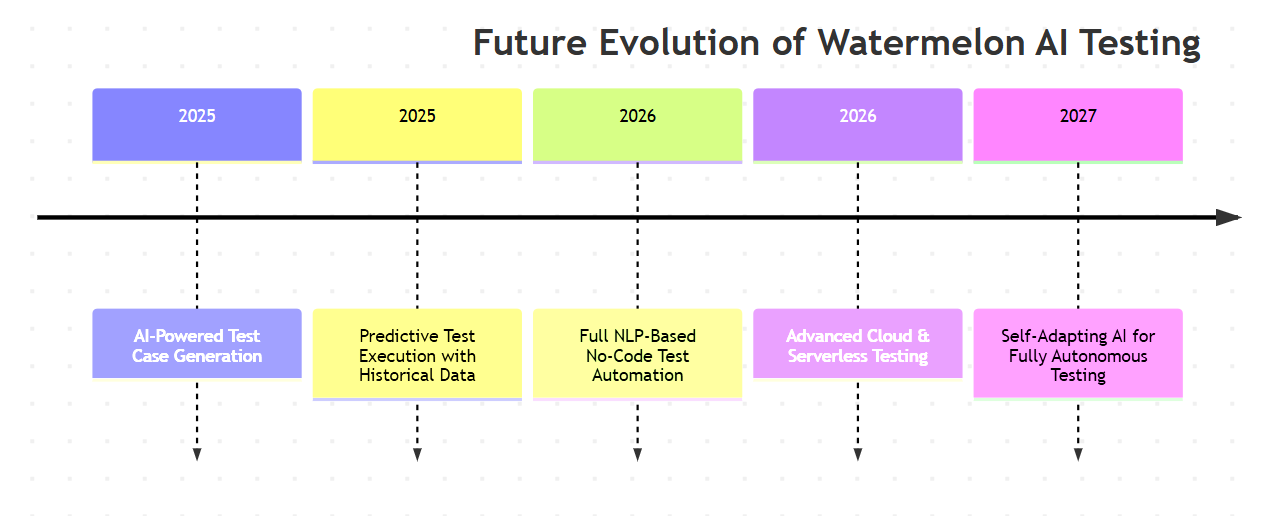 Future Evolution of Watermelon AI Testing
2025
2025
2026
2026
2027
AI-Powered Test
Case Generation
Predictive Test
Execution with
Historical Data
Full NLP-Based
No-Code Test
Automation
Advanced Cloud &
Serverless Testing
Self-Adapting AI for
Fully Autonomous
Testing